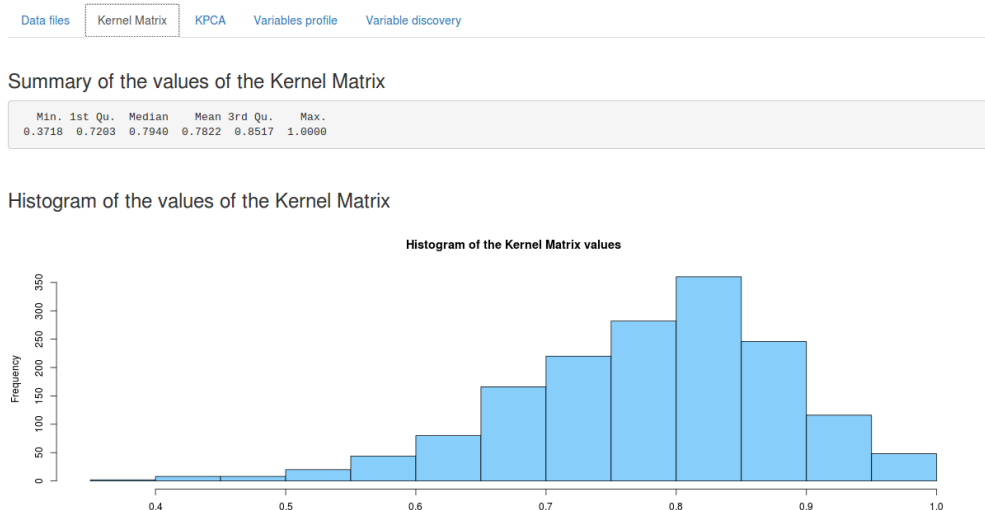 Data files Kernel Matrix KPCA Variables profile Variable discovery
Summary of the values of the Kernel Matrix
Min. 1st Qu. Median Mean 3rd Qu. Max.
0.3718 0.7203 0.7940 0.7822 0.8517 1.0000
Histogram of the values of the Kernel Matrix
Histogram of the Kernel Matrix values
Frequency
350
300
250
200
150
100
50
0
0.4 0.5 0.6 0.7 0.8 0.9 1.0